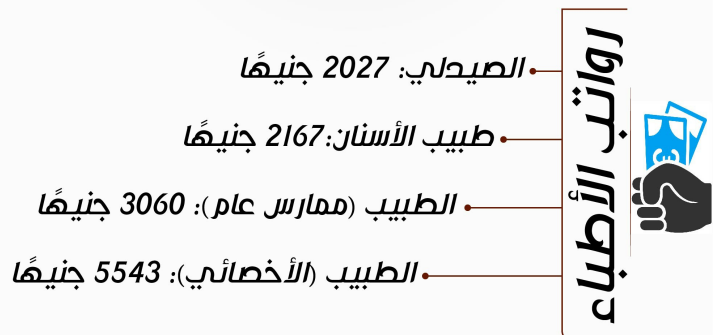 رواتب الأطباء
الصيدلي: 2027 جنيهًا
طبيب الأسنان:2167 جنيهًا
الطبيب (ممارس عام): 3060 جنيهًا
الطبيب (الأخصائي): 5543 جنيهًا